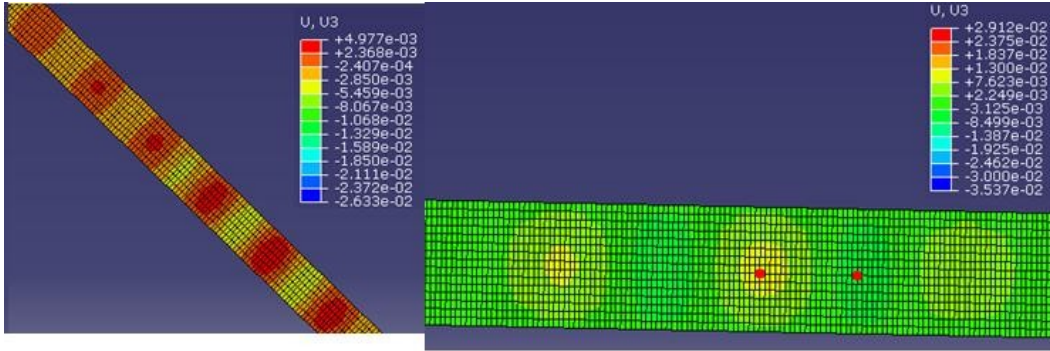 U, U3
+4.977e-03
+2.368e-03
-2.407e-04
-2.850e-03
-5.459e-03
-8.067e-03
-1.068e-02
-1.329e-02
-1.589e-02
-1.850e-02
-2.111e-02
-2.372e-02
-2.633e-02
U, U3
+2.912e-02
+2.375e-02
+1.837e-02
+1.300e-02
+7.623e-03
+2.249e-03
-3.125e-03
-8.499e-03
-1.387e-02
-1.925e-02
-2.462e-02
-3.000e-02
-3.537e-02